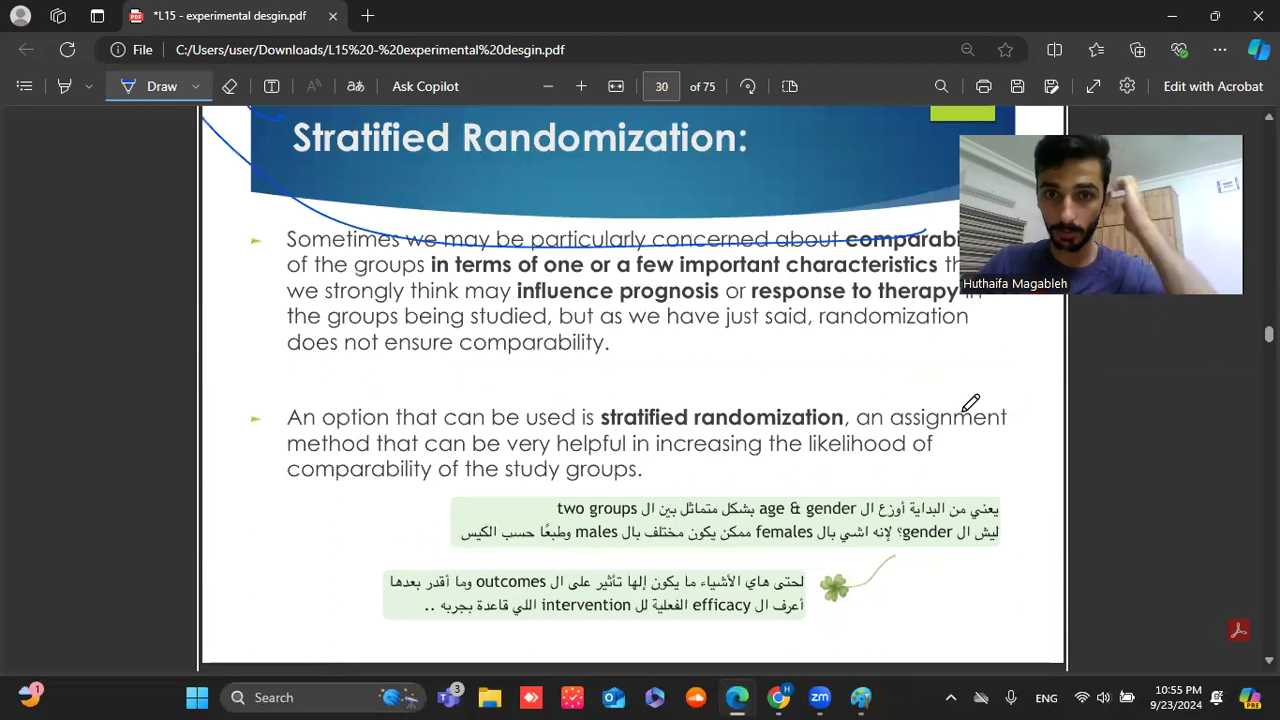 *L15 - experimental desgin.pdf
File
C:/Users/user/Downloads/L15%20-%20experimental%20desgin.pdf
Draw
Ask Copilot
30
of 75
Edit with Acrobat
Stratified Randomization:
Sometimes we may be particularly concerned about
of the groups in terms of one or a few important characteristics
we strongly think may influence prognosis or response to therapy in
the groups being studied, but as we have just said, randomization
does not ensure comparability.
Huthaifa Magableh
An option that can be used is stratified randomization, an assignment
method that can be very helpful in increasing the likelihood of
comparability of the study groups.
يعني من البداية أوزع ال age & gender بشكل متماثل بين ال two groups
ليش ال gender؟ لإنه اشي بال females ممكن يكون مختلف بال males وطبعًا حسب الكيس
لحتى هاي الأشياء ما يكون إلها تأثير على ال outcomes وما أقدر بعدها
أعرف ال efficacy الفعلية لل intervention اللي قاعدة بجربه ..
1
Search
3
ENG
10:55 PM
9/23/2024